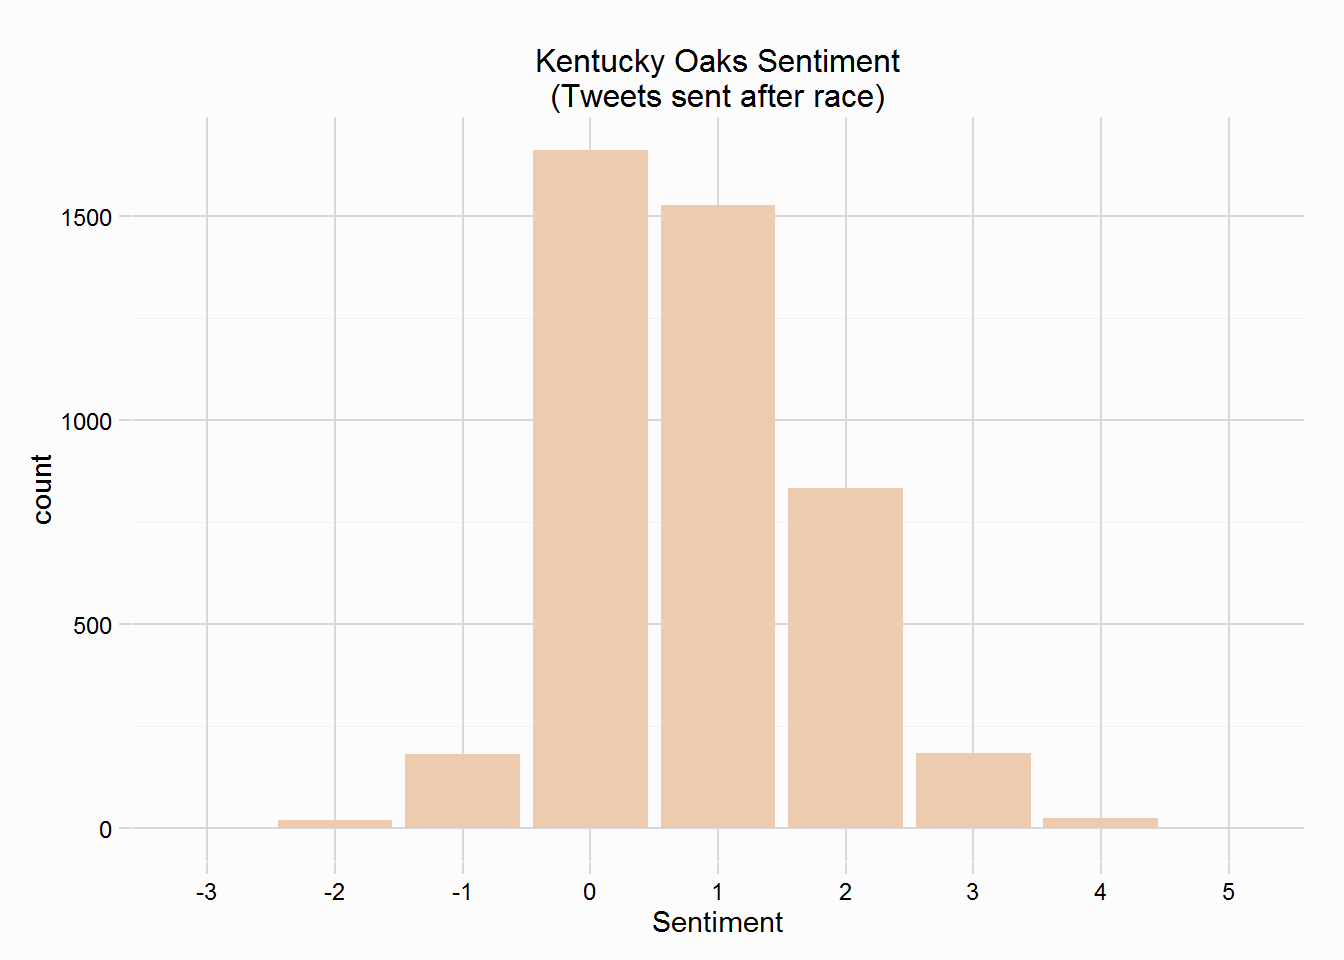 Kentucky Oaks Sentiment
(Tweets sent after race)
1500
1000
500
0
count
-3 -2 -1 0 1 2 3 4 5
Sentiment